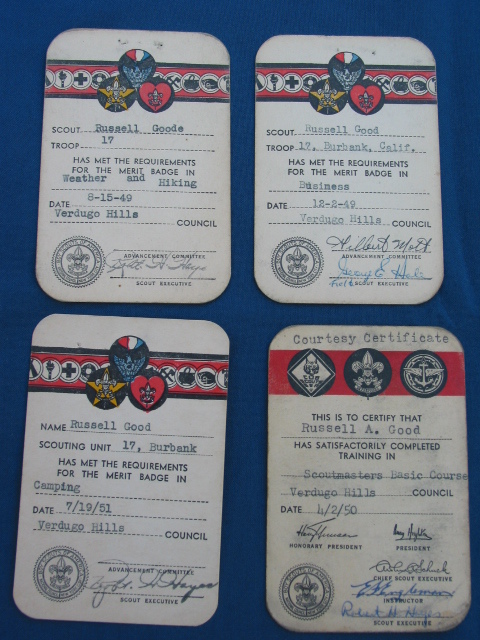 SCOUT Russell Goode
TROOP 17
HAS MET THE REQUIREMENTS
FOR THE MERIT BADGE IN
Weather and Hiking
DATE 8-15-49
Verdugo Hills COUNCIL
ADVANCEMENT COMMITTEE
SCOUT EXECUTIVE
SCOUT Russell Good
TROOP 17, Burbank, Calif.
HAS MET THE REQUIREMENTS
FOR THE MERIT BADGE IN
Business
DATE 12-2-49
Verdugo Hills COUNCIL
ADVANCEMENT COMMITTEE
Field SCOUT EXECUTIVE
NAME Russell Good
SCOUTING UNIT 17, Burbank
HAS MET THE REQUIREMENTS
FOR THE MERIT BADGE IN
Camping
DATE 7/19/51
Verdugo Hills COUNCIL
ADVANCEMENT COMMITTEE
SCOUT EXECUTIVE
Courtesy Certificate
THIS IS TO CERTIFY THAT
Russell A. Good
HAS SATISFACTORILY COMPLETED
TRAINING IN
Scoutmasters Basic Course
Verdugo Hills COUNCIL
DATE 4/2/50
HONORARY PRESIDENT PRESIDENT
CHIEF SCOUT EXECUTIVE
INSTRUCTOR
SCOUT EXECUTIVE